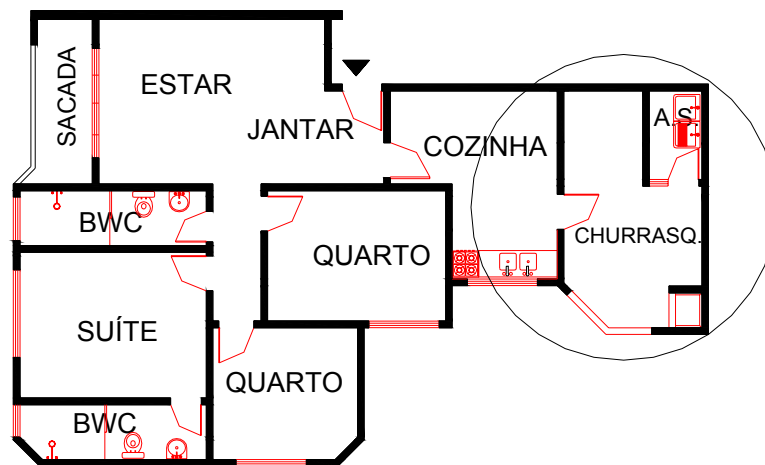 SACADA
ESTAR
JANTAR
COZINHA
A.S.
BWC
QUARTO
CHURRASQ.
SUÍTE
QUARTO
BWC